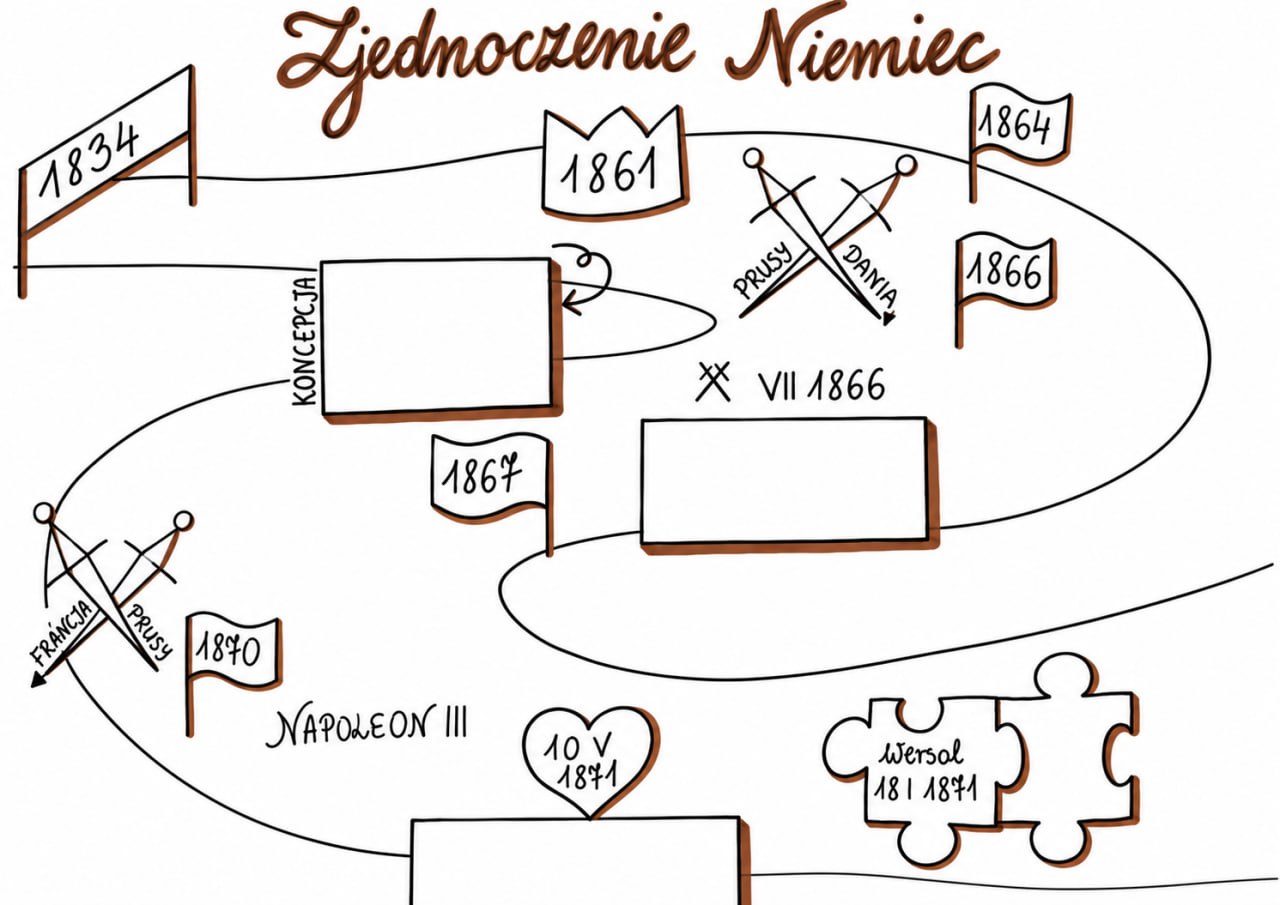 Zjednoczenie Niemiec
1834
1861
1864
PRUSY
DANIA
1866
KONCEPCJA
VII 1866
1867
FRÁNCJA
PRUSY
1870
NAPOLEON III
10 V
1871
Wersal
18 I 1871